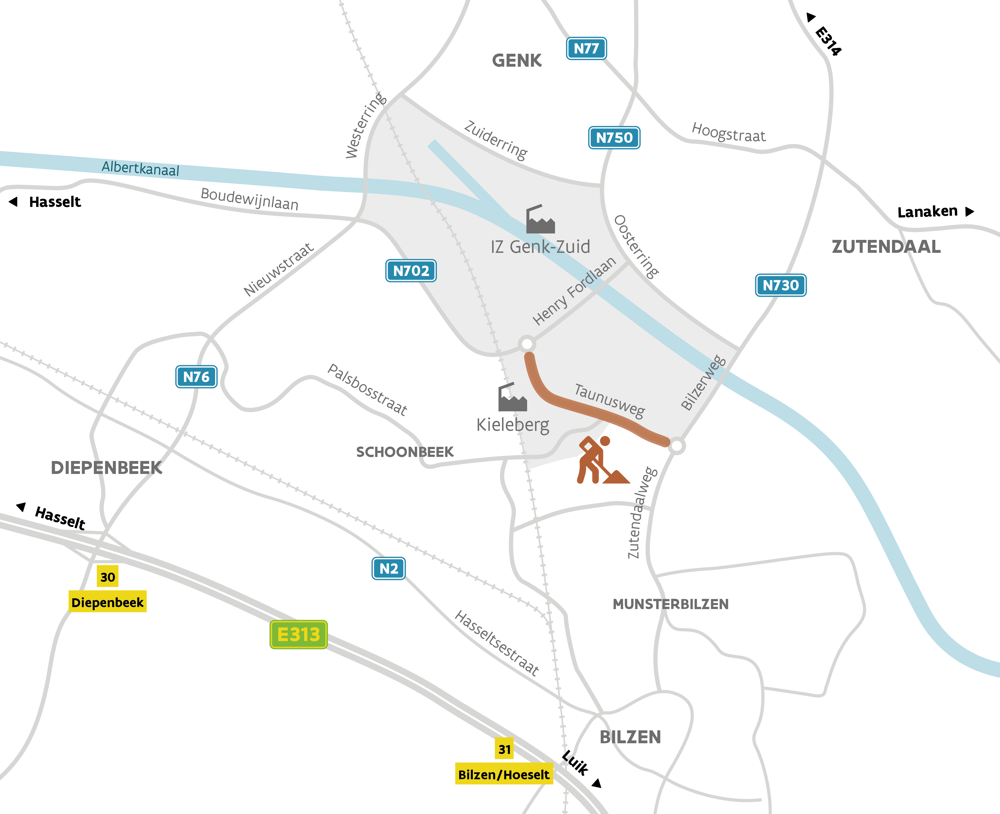 E314
N77
GENK
Westerring
Zuiderring
N750
Hoogstraat
Albertkanaal
Boudewijnlaan
Hasselt
Lanaken
ZUTENDAAL
IZ Genk-Zuid
Oosterring
Nieuwstraat
N702
Henry Fordlaan
N730
N76
Palsbosstraat
Taunusweg
Bilzerweg
Kieleberg
SCHOONBEEK
DIEPENBEEK
Zutendaalweg
Hasselt
N2
30
Diepenbeek
MUNSTERBILZEN
E313
Hasseltsestraat
BILZEN
31
Bilzen/Hoeselt
Luik